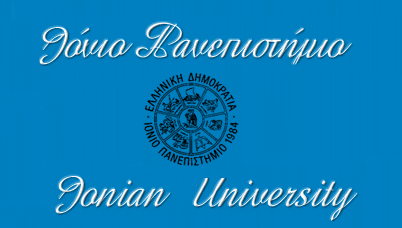 Ιόνιο Πανεπιστήμιο
ΕΛΛΗΝΙΚΗ ΔΗΜΟΚΡΑΤΙΑ
ΙΟΝΙΟ ΠΑΝΕΠΙΣΤΗΜΙΟ 1984
Ionian University